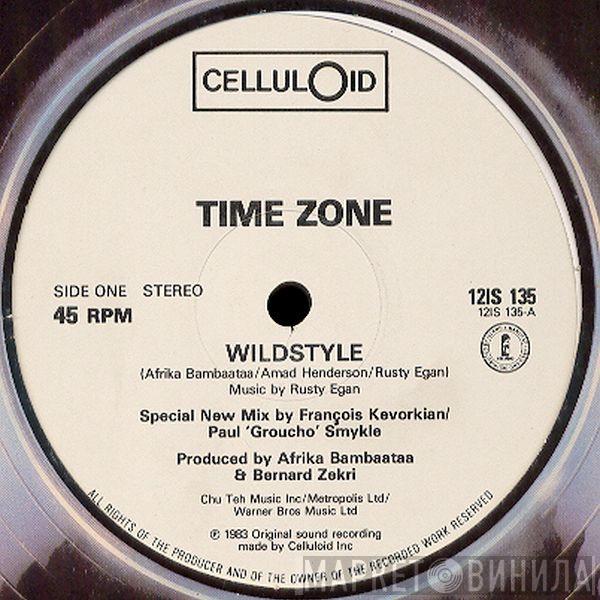 CELLULOID
TIME ZONE
SIDE ONE STEREO
45 RPM
12IS 135
12IS 135-A
WILDSTYLE
(Afrika Bambaataa/Amad Henderson/Rusty Egan)
Music by Rusty Egan
Special New Mix by François Kevorkian/
Paul 'Groucho' Smykle
Produced by Afrika Bambaataa
& Bernard Zekri
Chu Teh Music Inc/Metropolis Ltd/
Warner Bros Music Ltd
℗ 1983 Original sound recording
made by Celluloid Inc
ALL RIGHTS OF THE PRODUCER AND OF THE OWNER OF THE RECORDED WORK RESERVED
МАРКЕТ ВИНИЛА